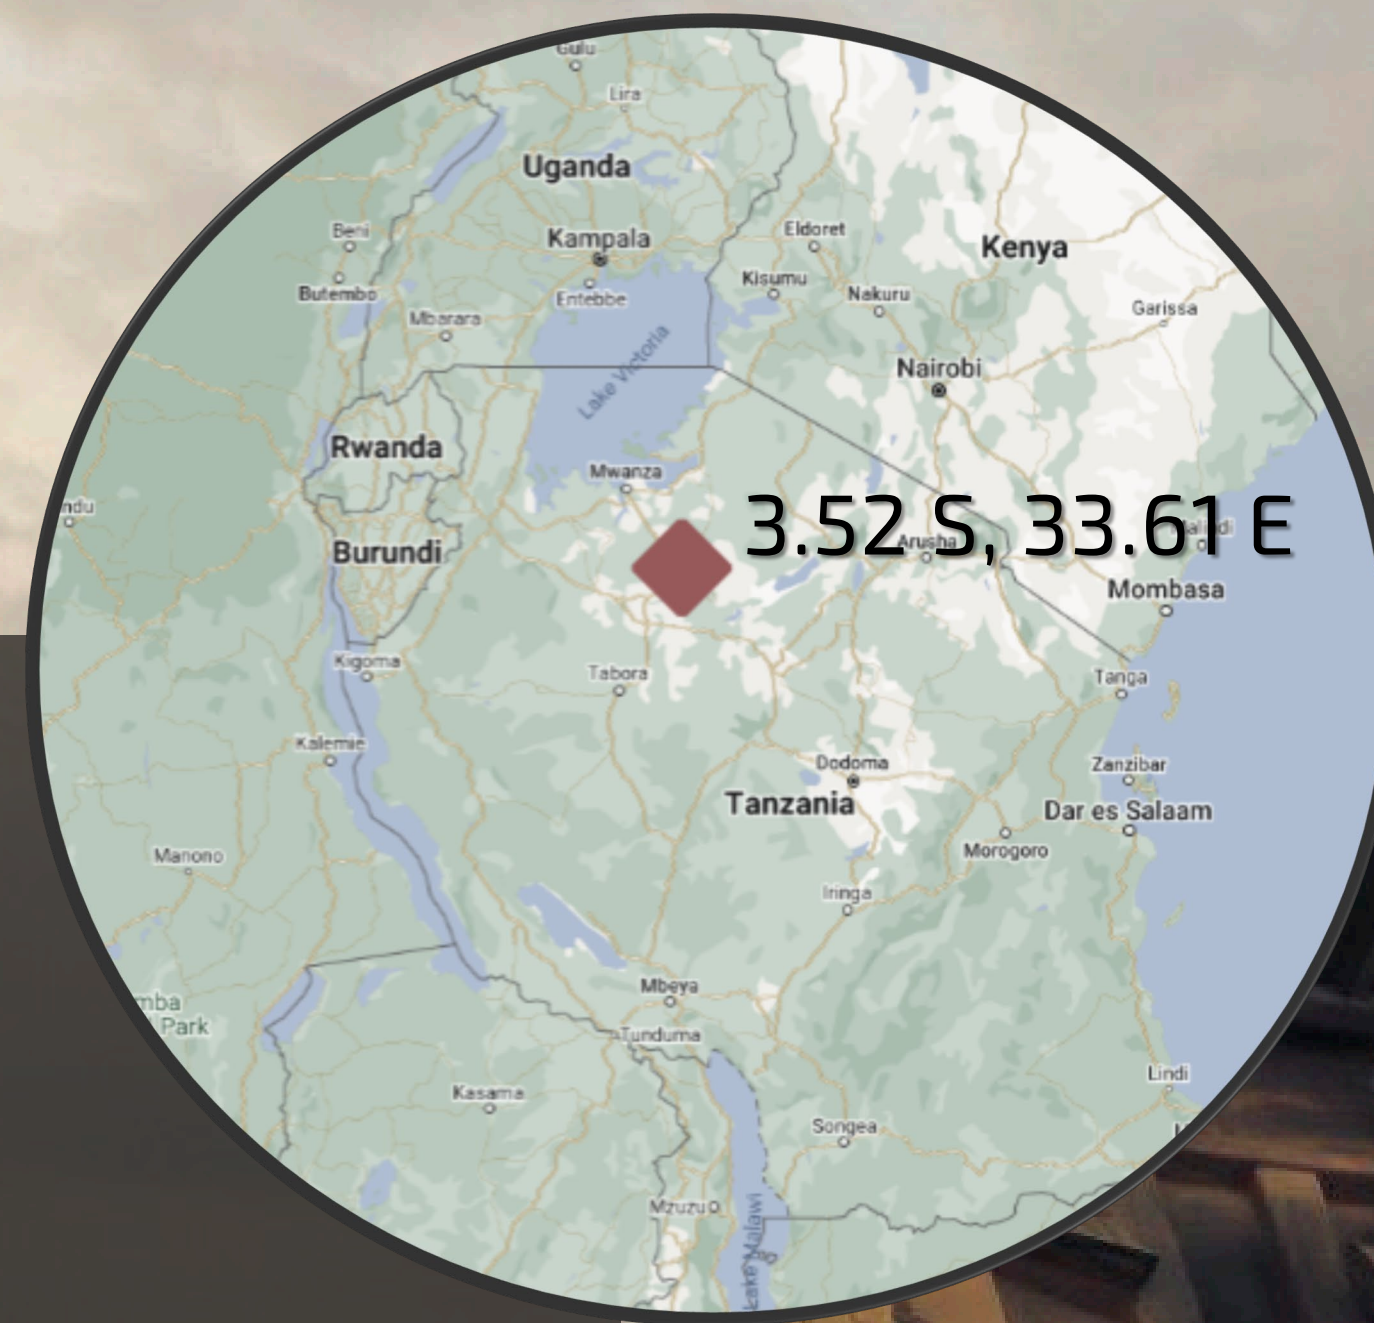 Gulu
Lira
Uganda
Beni
Kampala
Eldoret
Kenya
Butembo
Entebbe
Kisumu
Nakuru
Garissa
Mbarara
Lake Victoria
Nairobi
Rwanda
Mwanza
3.52 S, 33.61 E
ndu
Arusha
Burundi
Mombasa
Kigoma
Tabora
Tanga
Kalemie
Dodoma
Zanzibar
Tanzania
Dar es Salaam
Manono
Morogoro
Iringa
Mbeya
mba
Park
Tunduma
Kasama
Lindi
Songea
Mzuzu
Lake Malawi